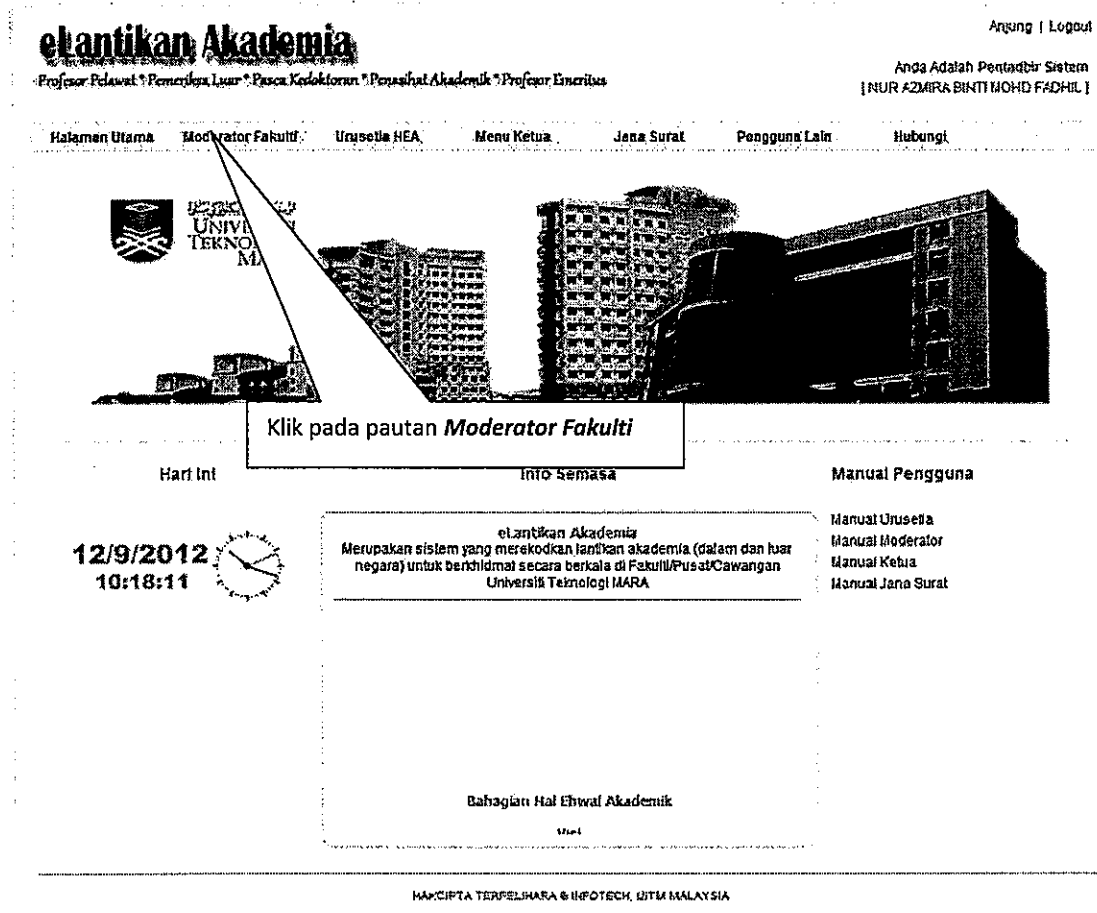 eLantikan Akademia
Profesor Pelawat * Pemeriksa Luar * Pasca Kedoktoran * Penasihat Akademik * Profesor Emeritus
Anjung | Logout
Anda Adalah Pentadbir Sistem
[ NUR AZMIRA BINTI MOHD FADHIL ]
Halaman Utama Moderator Fakulti Urusetia HEA Menu Ketua Jana Surat Pengguna Lain Hubungi
UNIVE
TEKNO
MA
Klik pada pautan Moderator Fakulti
Hari Ini
Info Semasa
Manual Pengguna
12/9/2012
10:18:11
eLantikan Akademia
Merupakan sistem yang merekodkan lantikan akademia (dalam dan luar
negara) untuk berkhidmat secara berkala di Fakulti/Pusat/Cawangan
Universiti Teknologi MARA
Bahagian Hal Ehwal Akademik
Manual Urusetia
Manual Moderator
Manual Ketua
Manual Jana Surat
HAKCIPTA TERPELIHARA © INFOTECH, UITM MALAYSIA